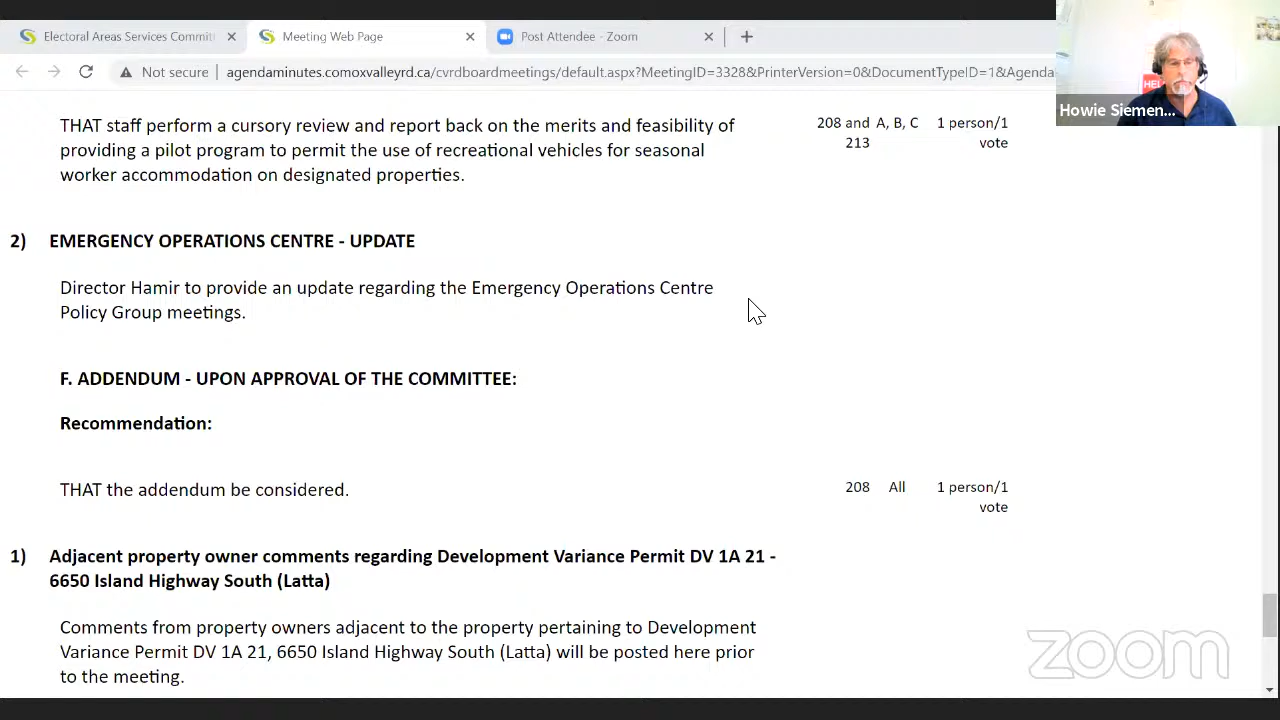 Electoral Areas Services Committ
Meeting Web Page
Post Attendee - Zoom
Not secure
agendaminutes.comoxvalleyrd.ca/cvrdboardmeetings/default.aspx?MeetingID=3328&PrinterVersion=0&DocumentTypeID=1&Agenda
Howie Siemen...
THAT staff perform a cursory review and report back on the merits and feasibility of
providing a pilot program to permit the use of recreational vehicles for seasonal
worker accommodation on designated properties.
208 and A, B, C 1 person/1
213 vote
2) EMERGENCY OPERATIONS CENTRE - UPDATE
Director Hamir to provide an update regarding the Emergency Operations Centre
Policy Group meetings.
F. ADDENDUM - UPON APPROVAL OF THE COMMITTEE:
Recommendation:
THAT the addendum be considered.
208 All 1 person/1
vote
1) Adjacent property owner comments regarding Development Variance Permit DV 1A 21 -
6650 Island Highway South (Latta)
Comments from property owners adjacent to the property pertaining to Development
Variance Permit DV 1A 21, 6650 Island Highway South (Latta) will be posted here prior
to the meeting.
zoom